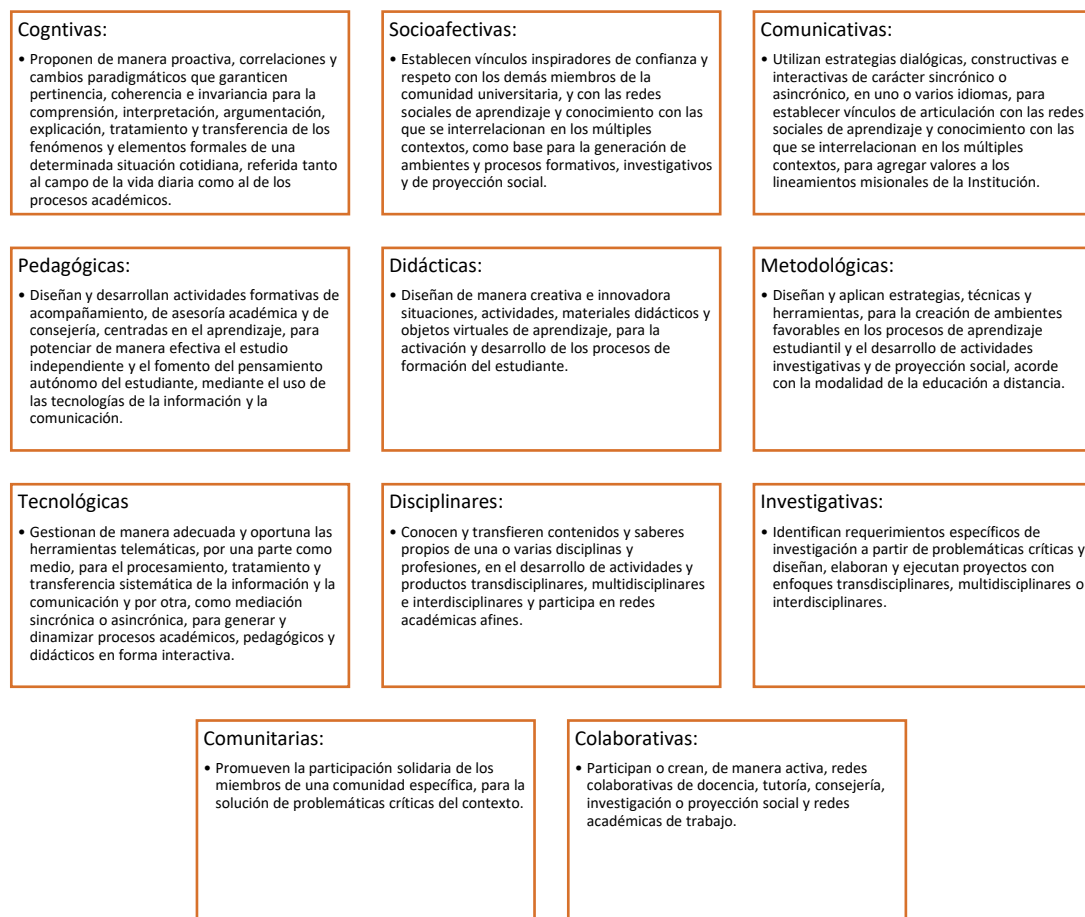 Cogntivas:
• Proponen de manera proactiva, correlaciones y
cambios paradigmáticos que garanticen
pertinencia, coherencia e invariancia para la
comprensión, interpretación, argumentación,
explicación, tratamiento y transferencia de los
fenómenos y elementos formales de una
determinada situación cotidiana, referida tanto
al campo de la vida diaria como al de los
procesos académicos.
Socioafectivas:
• Establecen vínculos inspiradores de confianza y
respeto con los demás miembros de la
comunidad universitaria, y con las redes
sociales de aprendizaje y conocimiento con las
que se interrelacionan en los múltiples
contextos, como base para la generación de
ambientes y procesos formativos, investigativos
y de proyección social.
Comunicativas:
• Utilizan estrategias dialógicas, constructivas e
interactivas de carácter sincrónico o
asincrónico, en uno o varios idiomas, para
establecer vínculos de articulación con las redes
sociales de aprendizaje y conocimiento con las
que se interrelacionan en los múltiples
contextos, para agregar valores a los
lineamientos misionales de la Institución.
Pedagógicas:
• Diseñan y desarrollan actividades formativas de
acompañamiento, de asesoría académica y de
consejería, centradas en el aprendizaje, para
potenciar de manera efectiva el estudio
independiente y el fomento del pensamiento
autónomo del estudiante, mediante el uso de
las tecnologías de la información y la
comunicación.
Didácticas:
• Diseñan de manera creativa e innovadora
situaciones, actividades, materiales didácticos y
objetos virtuales de aprendizaje, para la
activación y desarrollo de los procesos de
formación del estudiante.
Metodológicas:
• Diseñan y aplican estrategias, técnicas y
herramientas, para la creación de ambientes
favorables en los procesos de aprendizaje
estudiantil y el desarrollo de actividades
investigativas y de proyección social, acorde
con la modalidad de la educación a distancia.
Tecnológicas
• Gestionan de manera adecuada y oportuna las
herramientas telemáticas, por una parte como
medio, para el procesamiento, tratamiento y
transferencia sistemática de la información y la
comunicación y por otra, como mediación
sincrónica o asincrónica, para generar y
dinamizar procesos académicos, pedagógicos y
didácticos en forma interactiva.
Disciplinares:
• Conocen y transfieren contenidos y saberes
propios de una o varias disciplinas y
profesiones, en el desarrollo de actividades y
productos transdisciplinares, multidisciplinares
e interdisciplinares y participa en redes
académicas afines.
Investigativas:
• Identifican requerimientos específicos de
investigación a partir de problemáticas críticas y
diseñan, elaboran y ejecutan proyectos con
enfoques transdisciplinares, multidisciplinares o
interdisciplinares.
Comunitarias:
• Promueven la participación solidaria de los
miembros de una comunidad específica, para la
solución de problemáticas críticas del contexto.
Colaborativas:
• Participan o crean, de manera activa, redes
colaborativas de docencia, tutoría, consejería,
investigación o proyección social y redes
académicas de trabajo.